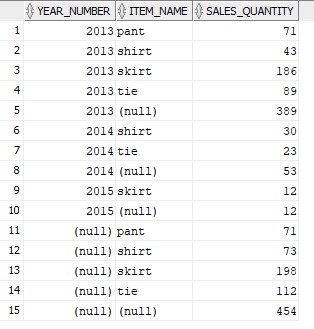 YEAR_NUMBER ITEM_NAME SALES_QUANTITY
1 2013 pant 71
2 2013 shirt 43
3 2013 skirt 186
4 2013 tie 89
5 2013 (null) 389
6 2014 shirt 30
7 2014 tie 23
8 2014 (null) 53
9 2015 skirt 12
10 2015 (null) 12
11 (null) pant 71
12 (null) shirt 73
13 (null) skirt 198
14 (null) tie 112
15 (null) (null) 454